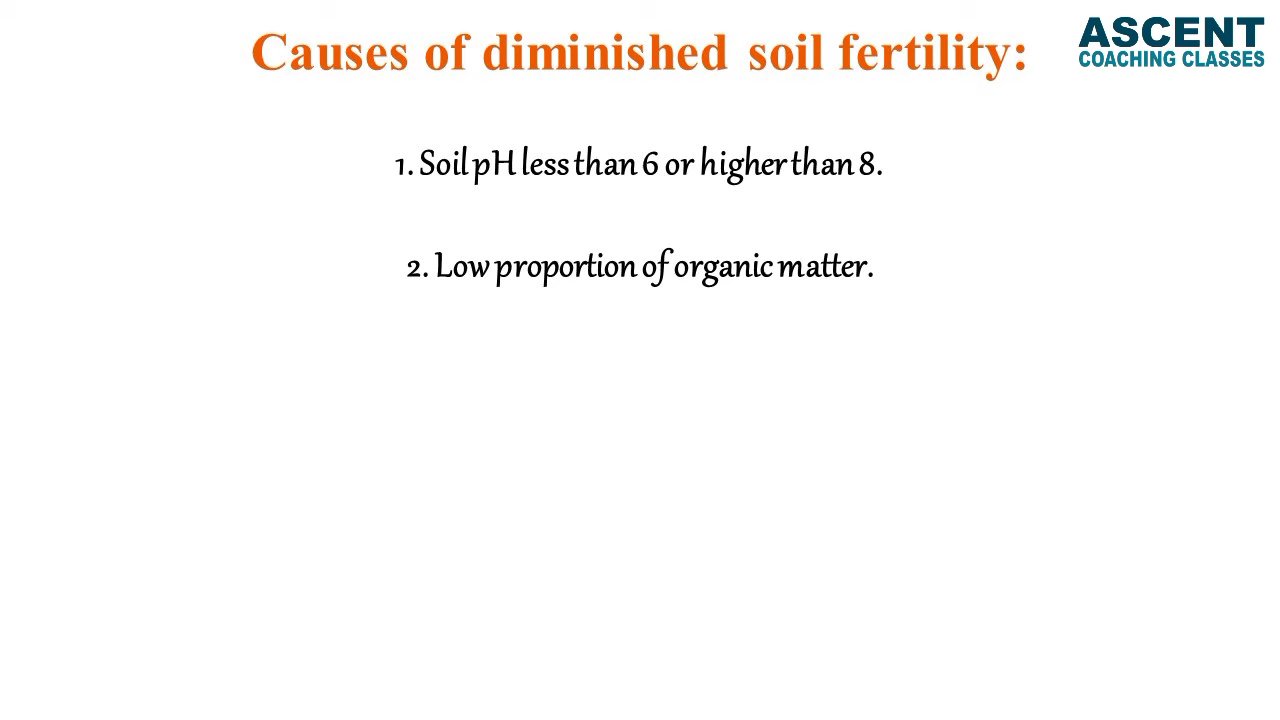 Causes of diminished soil fertility:
ASCENT
COACHING CLASSES
1. Soil pH less than 6 or higher than 8.
2. Low proportion of organic matter.